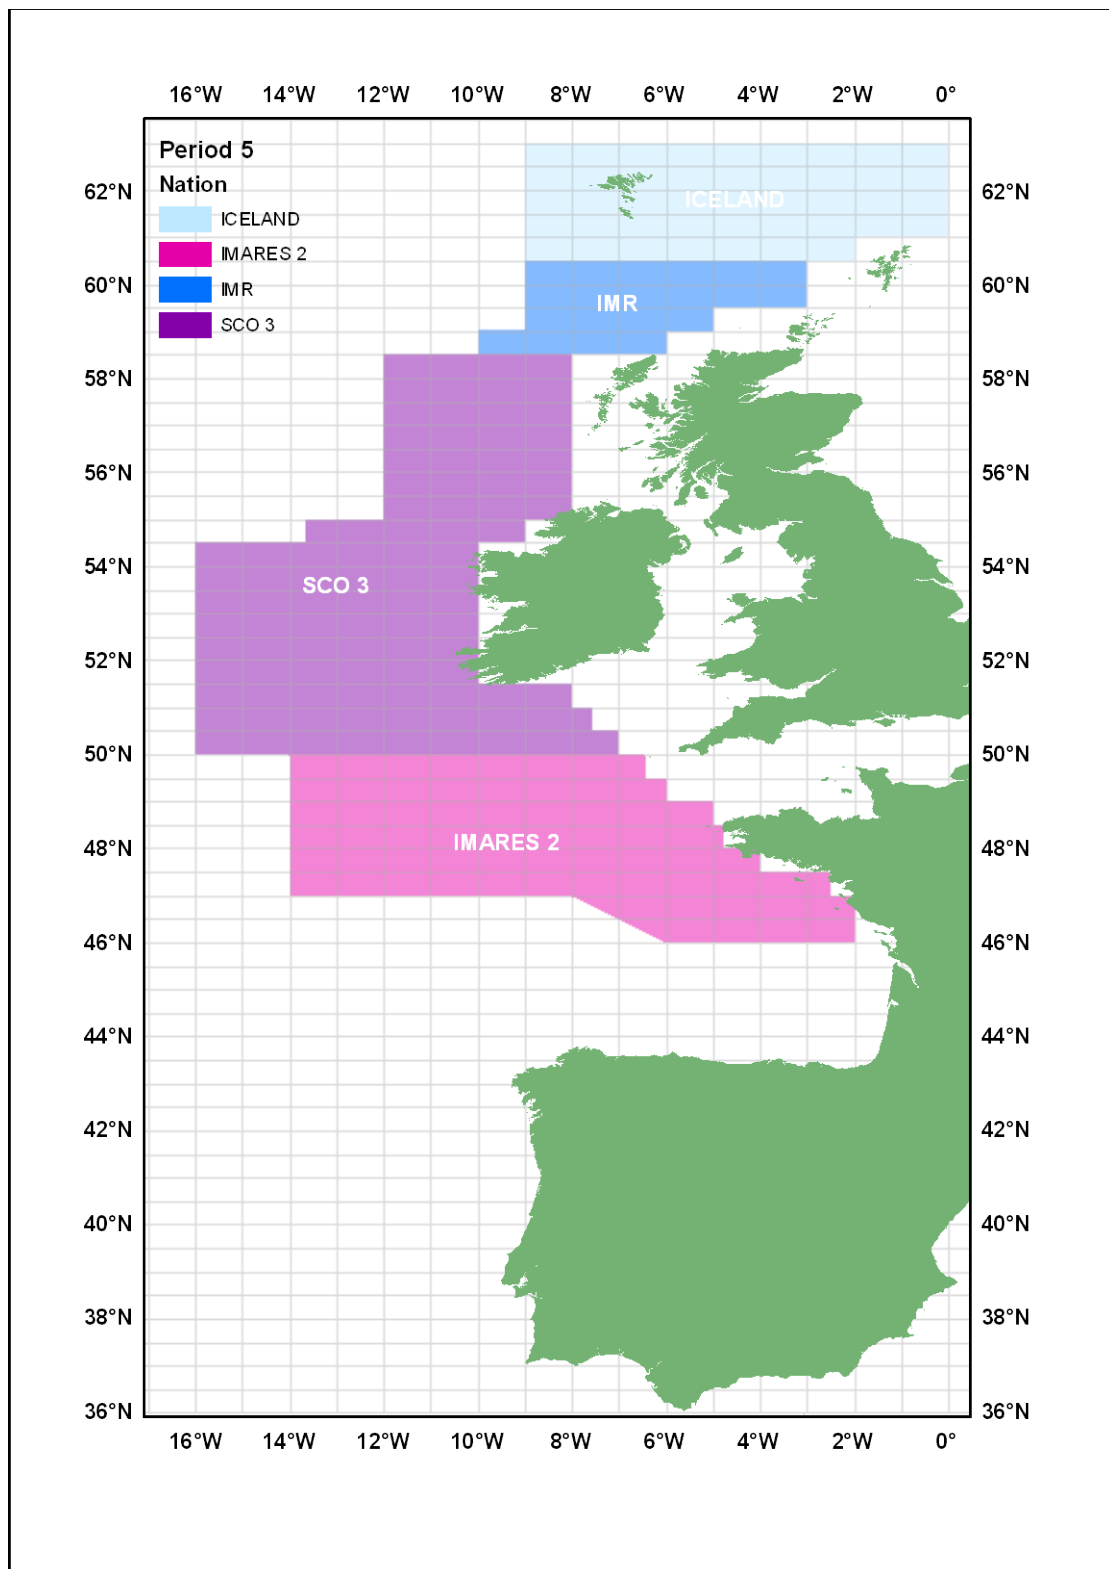 16°W 14°W 12°W 10°W 8°W 6°W 4°W 2°W 0°
Period 5
Nation
ICELAND
IMARES 2
IMR
SCO 3
62°N 62°N
ICELAND
60°N 60°N
IMR
58°N 58°N
56°N 56°N
54°N 54°N
SCO 3
52°N 52°N
50°N 50°N
48°N 48°N
IMARES 2
46°N 46°N
44°N 44°N
42°N 42°N
40°N 40°N
38°N 38°N
36°N 36°N
16°W 14°W 12°W 10°W 8°W 6°W 4°W 2°W 0°